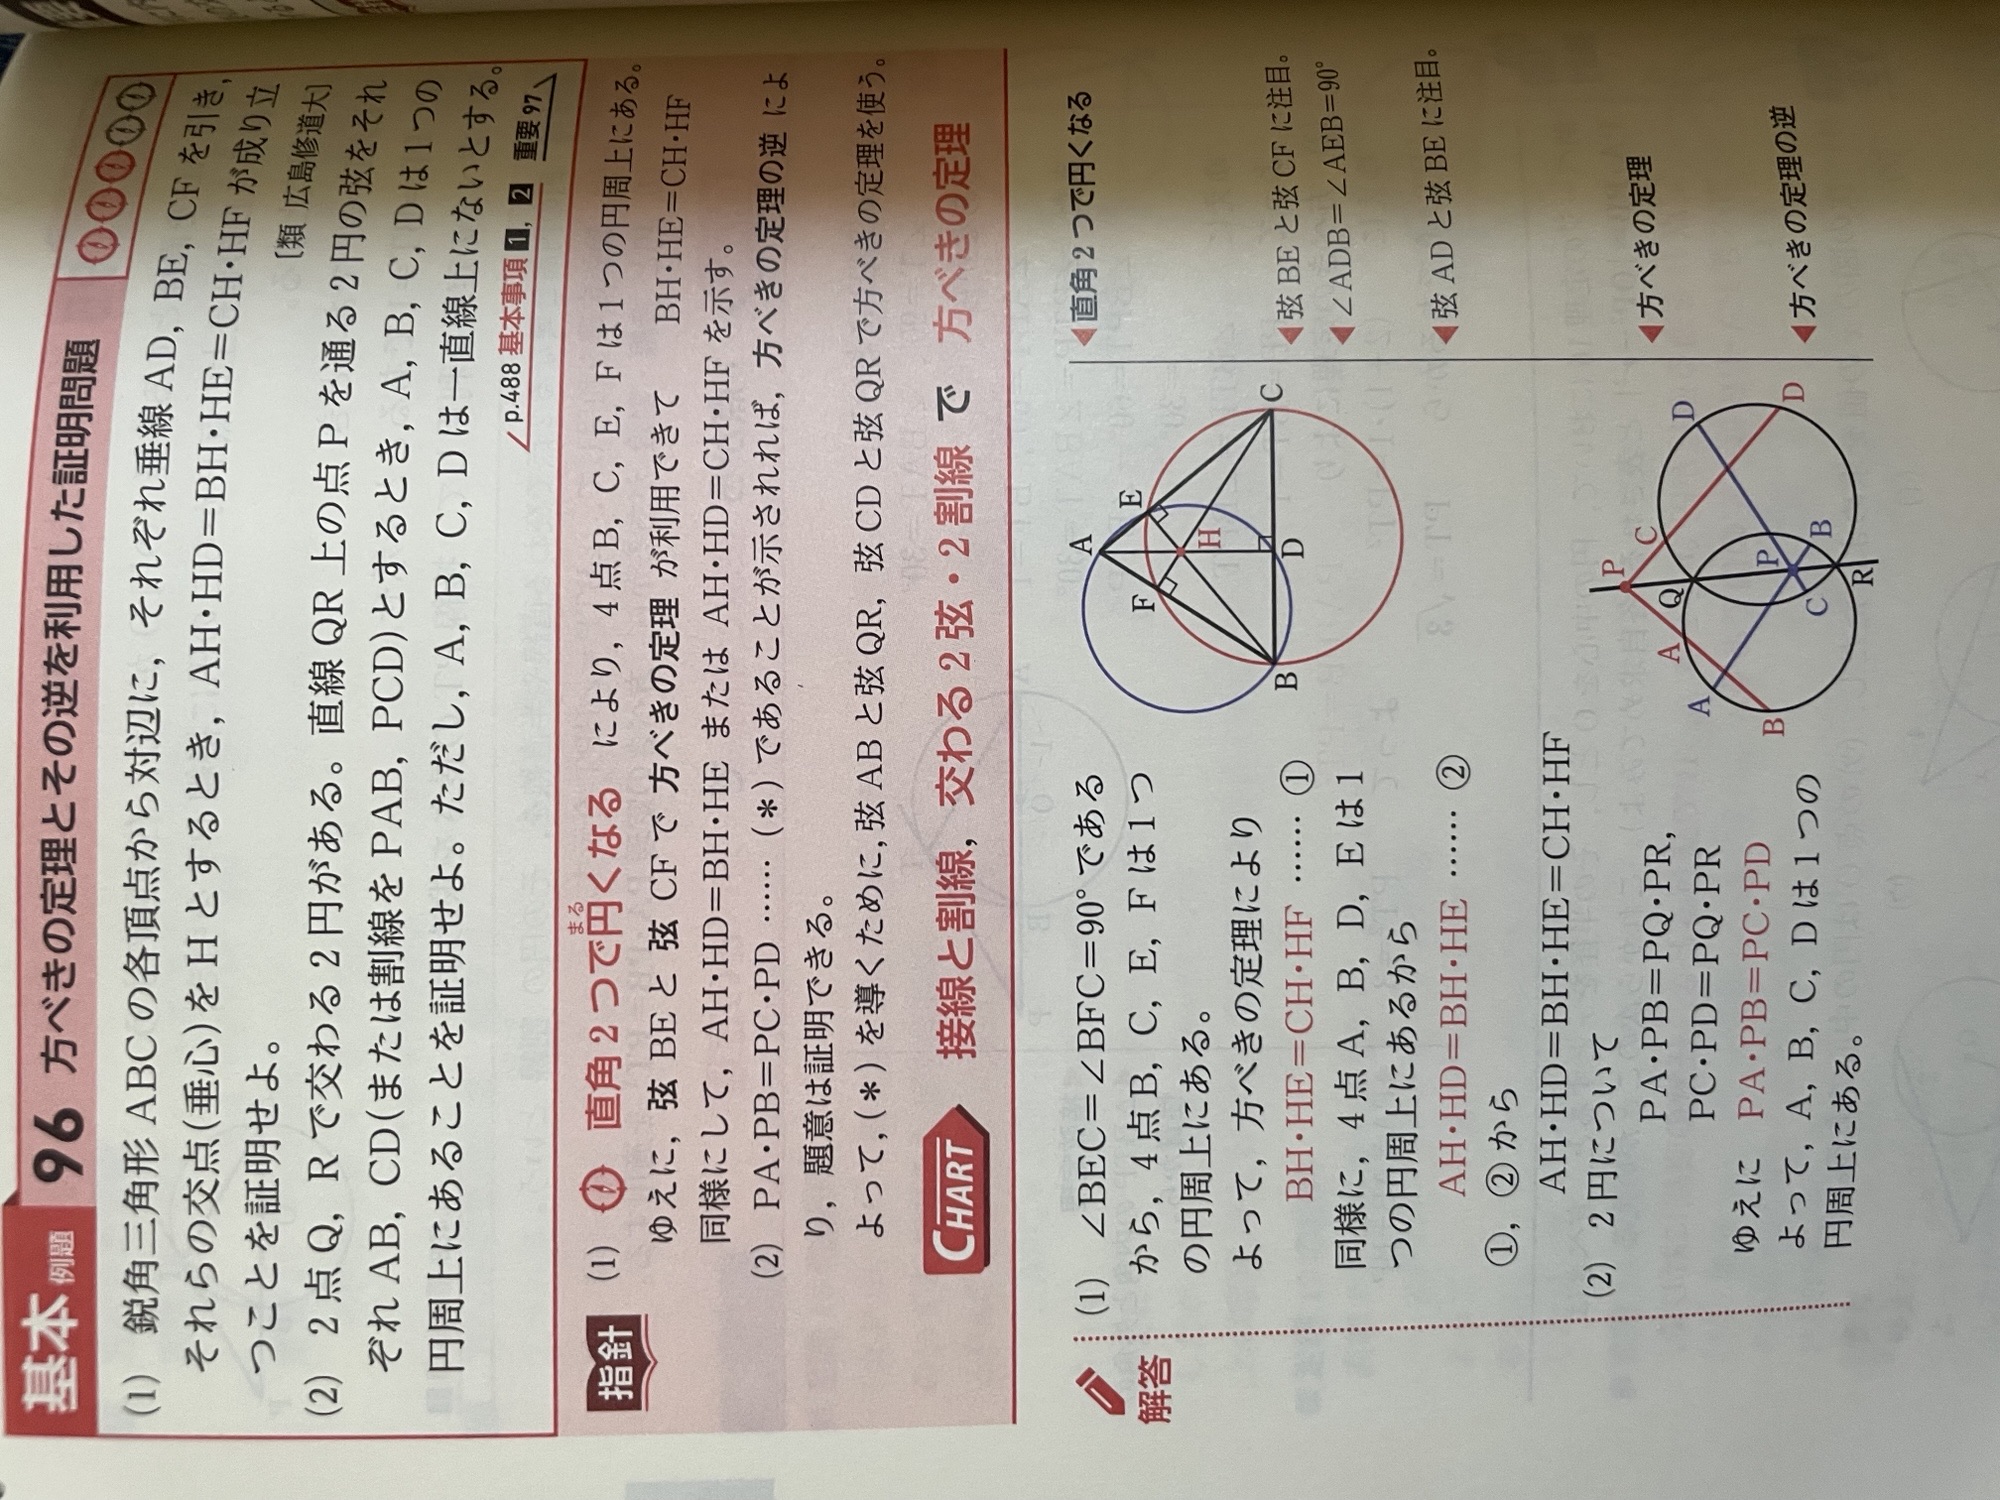 基本 例題 96 方べきの定理とその逆を利用した証明問題
(1) 鋭角三角形 ABC の各頂点から対辺に，それぞれ垂線 AD，BE，CF を引き，
それらの交点(垂心)を H とするとき，AH・HD＝BH・HE＝CH・HF が成り立
つことを証明せよ。
〔類 広島修道大〕
(2) 2 点 Q，R で交わる 2 円がある。直線 QR 上の点 P を通る 2 円の弦をそれ
ぞれ AB，CD(または割線を PAB，PCD)とするとき，A，B，C，D は 1 つの
円周上にあることを証明せよ。ただし，A，B，C，D は一直線上にないとする。
p.488 基本事項 1，2 重要 97
指針
(1) 直角 2 つで円くなる により，4 点 B，C，E，F は 1 つの円周上にある。
まる
ゆえに，弦 BE と 弦 CF で 方べきの定理 が利用できて BH・HE＝CH・HF
同様にして，AH・HD＝BH・HE または AH・HD＝CH・HF を示す。
(2) PA・PB＝PC・PD ……（＊）であることが示されれば，方べきの定理の逆 によ
り，題意は証明できる。
よって，（＊）を導くために，弦 AB と弦 QR，弦 CD と弦 QR で方べきの定理を使う。
CHART 接線と割線，交わる 2 弦・2 割線 で 方べきの定理
解答
(1) ∠BEC＝∠BFC＝90° である
から，4 点 B，C，E，F は 1 つ
の円周上にある。
よって，方べきの定理により
BH・HE＝CH・HF …… ①
同様に，4 点 A，B，D，E は 1
つの円周上にあるから
AH・HD＝BH・HE …… ②
①，② から
AH・HD＝BH・HE＝CH・HF
A
F
E
H
B
D
C
◀直角 2 つで円くなる
◀弦 BE と弦 CF に注目。
◀∠ADB＝∠AEB＝90°
◀弦 AD と弦 BE に注目。
(2) 2 円について
PA・PB＝PQ・PR，
PC・PD＝PQ・PR
ゆえに PA・PB＝PC・PD
よって，A，B，C，D は 1 つの
円周上にある。
P
C
A
Q
A
D
P
B
D
C
B
R
◀方べきの定理
◀方べきの定理の逆